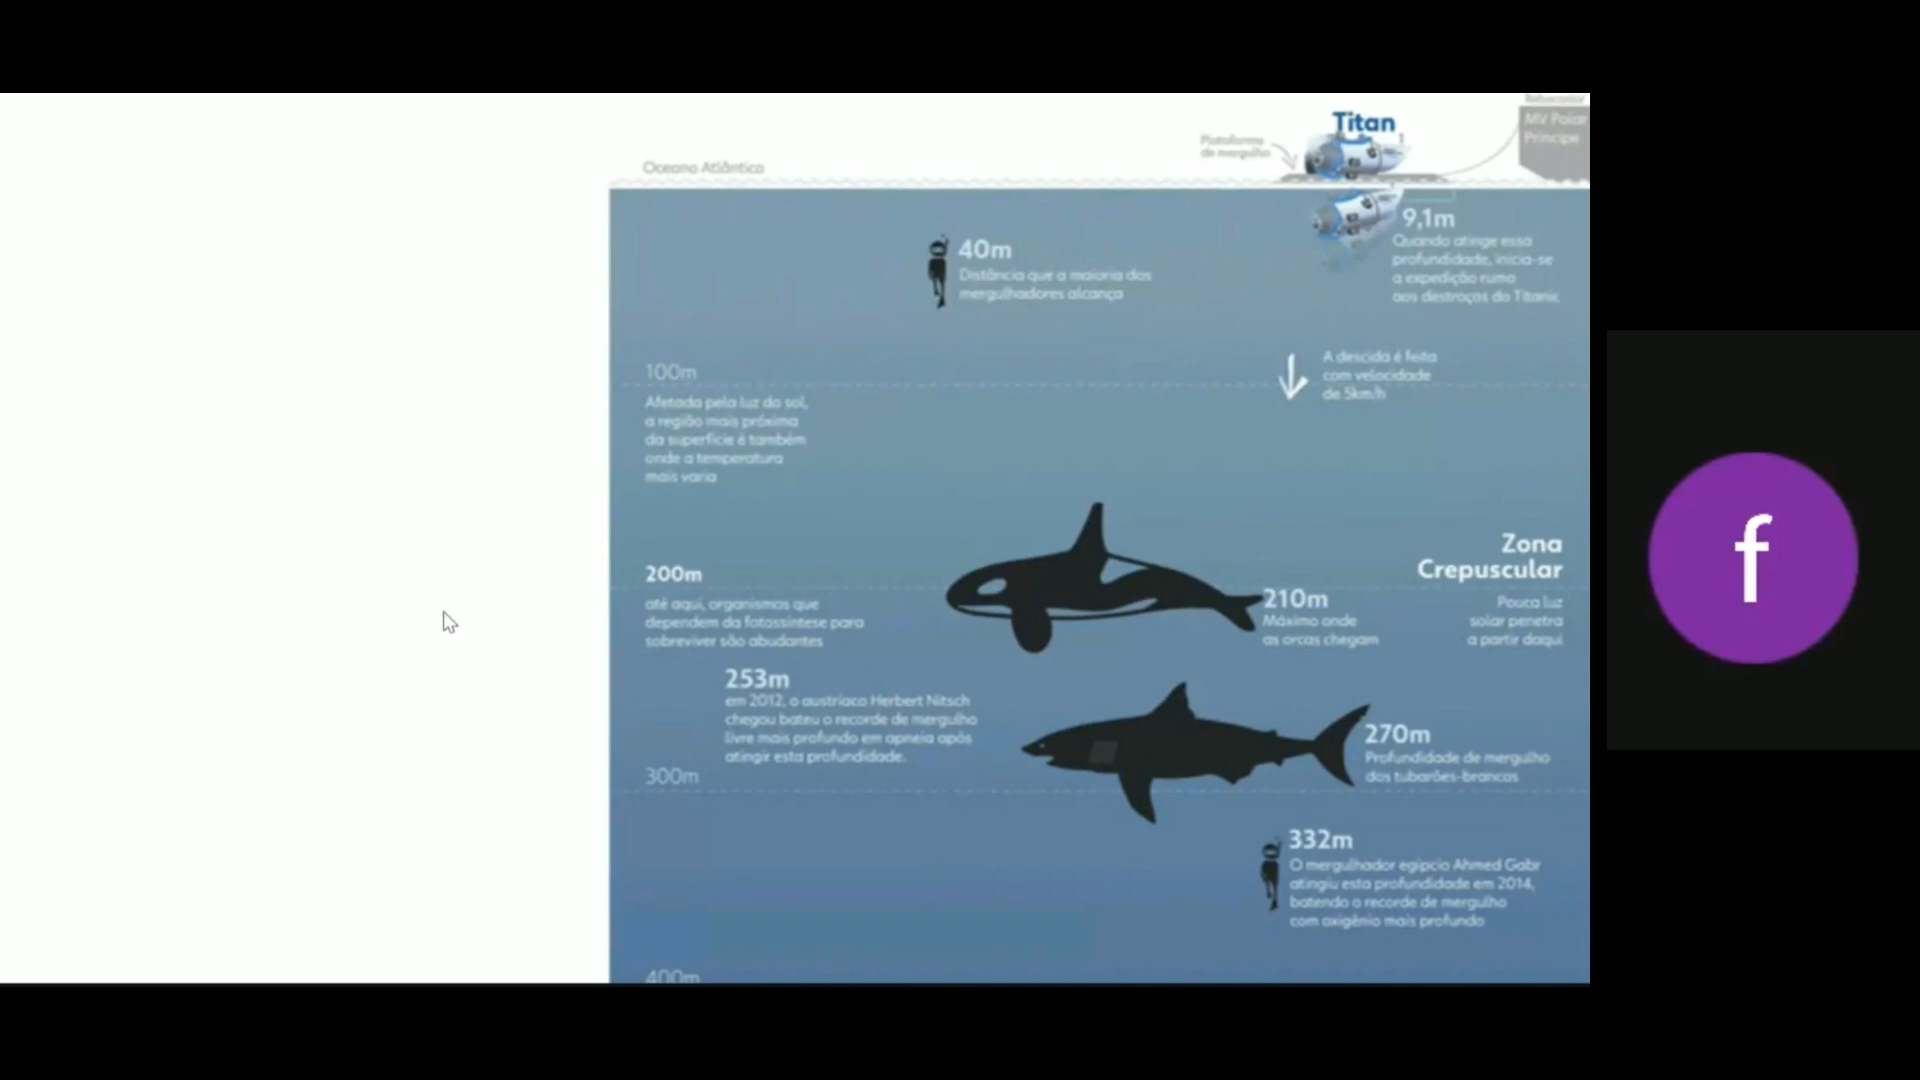 Rebocador
MV Polar
Príncipe
Titan
Plataforma
de mergulho
Oceano Atlântico
9,1m
Quando atinge essa
profundidade, inicia-se
a expedição rumo
aos destroços do Titanic
40m
Distância que a maioria dos
mergulhadores alcança
A descida é feita
com velocidade
de 5km/h
100m
Afetada pela luz do sol,
a região mais próxima
da superfície é também
onde a temperatura
mais varia
Zona
Crepuscular
Pouca luz
solar penetra
a partir daqui
200m
até aqui, organismos que
dependem da fotossíntese para
sobreviver são abudantes
210m
Máximo onde
as orcas chegam
253m
em 2012, o austríaco Herbert Nitsch
chegou bateu o recorde de mergulho
livre mais profundo em apneia após
atingir esta profundidade.
270m
Profundidade de mergulho
dos tubarões-brancos
300m
332m
O mergulhador egípcio Ahmed Gabr
atingiu esta profundidade em 2014,
batendo o recorde de mergulho
com oxigênio mais profundo
400m
f